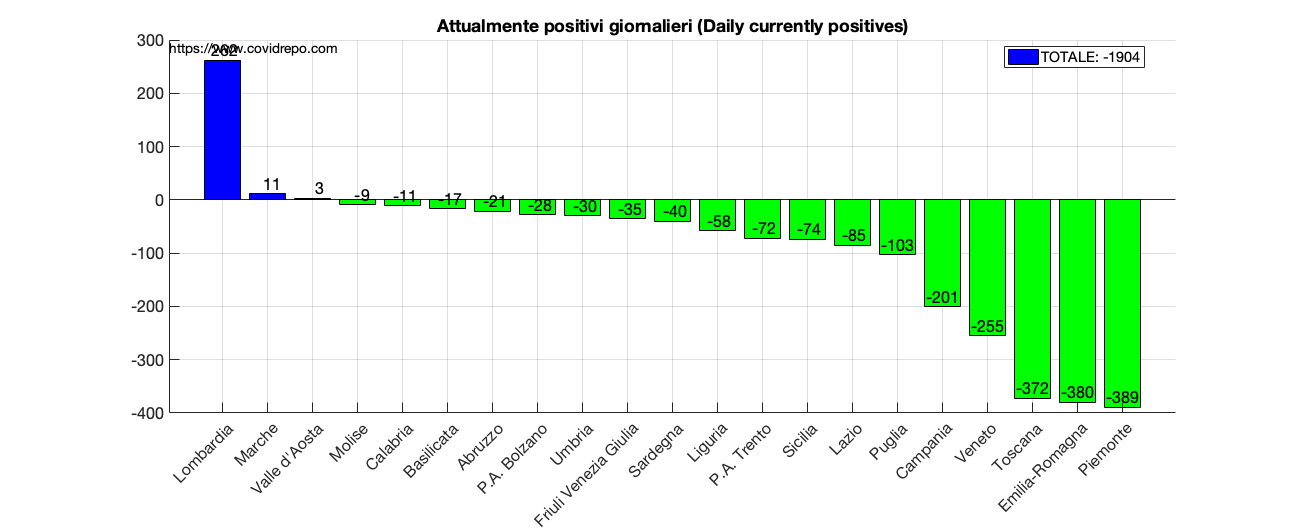 Attualmente positivi giornalieri (Daily currently positives)
https://www.covidrepo.com
TOTALE: -1904
300
200
100
0
-100
-200
-300
-400
262
11
3
-9
-11
-17
-21
-28
-30
-35
-40
-58
-72
-74
-85
-103
-201
-255
-372
-380
-389
Lombardia
Marche
Valle d'Aosta
Molise
Calabria
Basilicata
Abruzzo
P.A. Bolzano
Umbria
Friuli Venezia Giulia
Sardegna
Liguria
P.A. Trento
Sicilia
Lazio
Puglia
Campania
Veneto
Toscana
Emilia-Romagna
Piemonte